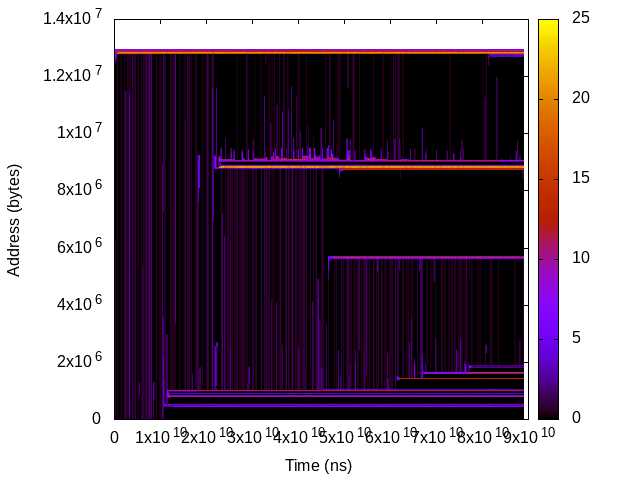 1.4x10 7
1.2x10 7
1x10 7
8x10 6
6x10 6
4x10 6
2x10 6
0
Address (bytes)
0 1x10 10 2x10 10 3x10 10 4x10 10 5x10 10 6x10 10 7x10 10 8x10 10 9x10 10
Time (ns)
25
20
15
10
5
0